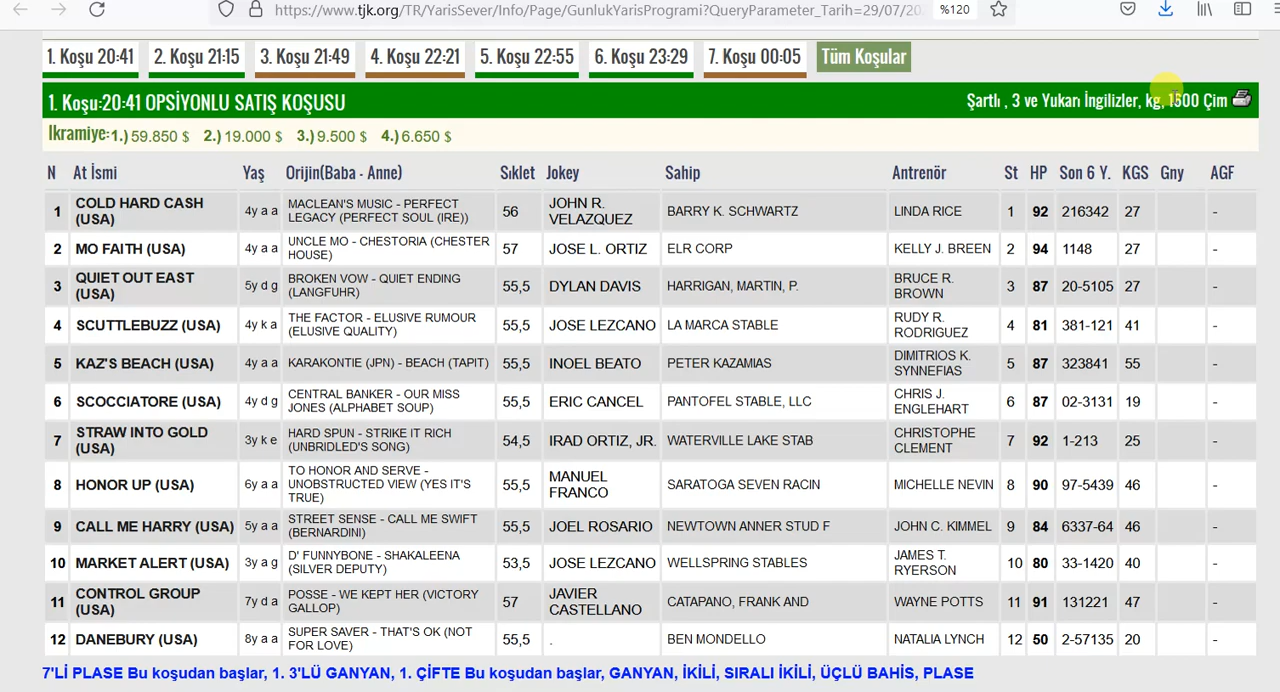 https://www.tjk.org/TR/YarisSever/Info/Page/GunlukYarisProgrami?QueryParameter_Tarih=29/07/20
%120
1. Koşu 20:41 2. Koşu 21:15 3. Koşu 21:49 4. Koşu 22:21 5. Koşu 22:55 6. Koşu 23:29 7. Koşu 00:05 Tüm Koşular
1. Koşu:20:41 OPSİYONLU SATIŞ KOŞUSU Şartlı , 3 ve Yukarı İngilizler, kg, 1600 Çim
İkramiye:1.) 59.850 $ 2.) 19.000 $ 3.) 9.500 $ 4.) 6.650 $
N At İsmi Yaş Orijin(Baba - Anne) Sıklet Jokey Sahip Antrenör St HP Son 6 Y. KGS Gny AGF
1 COLD HARD CASH (USA) 4y a a MACLEAN'S MUSIC - PERFECT LEGACY (PERFECT SOUL (IRE)) 56 JOHN R. VELAZQUEZ BARRY K. SCHWARTZ LINDA RICE 1 92 216342 27 -
2 MO FAITH (USA) 4y a a UNCLE MO - CHESTORIA (CHESTER HOUSE) 57 JOSE L. ORTIZ ELR CORP KELLY J. BREEN 2 94 1148 27 -
3 QUIET OUT EAST (USA) 5y d g BROKEN VOW - QUIET ENDING (LANGFUHR) 55,5 DYLAN DAVIS HARRIGAN, MARTIN, P. BRUCE R. BROWN 3 87 20-5105 27 -
4 SCUTTLEBUZZ (USA) 4y k a THE FACTOR - ELUSIVE RUMOUR (ELUSIVE QUALITY) 55,5 JOSE LEZCANO LA MARCA STABLE RUDY R. RODRIGUEZ 4 81 381-121 41 -
5 KAZ'S BEACH (USA) 4y a a KARAKONTIE (JPN) - BEACH (TAPIT) 55,5 INOEL BEATO PETER KAZAMIAS DIMITRIOS K. SYNNEFIAS 5 87 323841 55 -
6 SCOCCIATORE (USA) 4y d g CENTRAL BANKER - OUR MISS JONES (ALPHABET SOUP) 55,5 ERIC CANCEL PANTOFEL STABLE, LLC CHRIS J. ENGLEHART 6 87 02-3131 19 -
7 STRAW INTO GOLD (USA) 3y k e HARD SPUN - STRIKE IT RICH (UNBRIDLED'S SONG) 54,5 IRAD ORTIZ, JR. WATERVILLE LAKE STAB CHRISTOPHE CLEMENT 7 92 1-213 25 -
8 HONOR UP (USA) 6y a a TO HONOR AND SERVE - UNOBSTRUCTED VIEW (YES IT'S TRUE) 55,5 MANUEL FRANCO SARATOGA SEVEN RACIN MICHELLE NEVIN 8 90 97-5439 46 -
9 CALL ME HARRY (USA) 5y a a STREET SENSE - CALL ME SWIFT (BERNARDINI) 55,5 JOEL ROSARIO NEWTOWN ANNER STUD F JOHN C. KIMMEL 9 84 6337-64 46 -
10 MARKET ALERT (USA) 3y a g D' FUNNYBONE - SHAKALEENA (SILVER DEPUTY) 53,5 JOSE LEZCANO WELLSPRING STABLES JAMES T. RYERSON 10 80 33-1420 40 -
11 CONTROL GROUP (USA) 7y d a POSSE - WE KEPT HER (VICTORY GALLOP) 57 JAVIER CASTELLANO CATAPANO, FRANK AND WAYNE POTTS 11 91 131221 47 -
12 DANEBURY (USA) 8y a a SUPER SAVER - THAT'S OK (NOT FOR LOVE) 55,5 . BEN MONDELLO NATALIA LYNCH 12 50 2-57135 20 -
7'Lİ PLASE Bu koşudan başlar, 1. 3'LÜ GANYAN, 1. ÇİFTE Bu koşudan başlar, GANYAN, İKİLİ, SIRALI İKİLİ, ÜÇLÜ BAHİS, PLASE